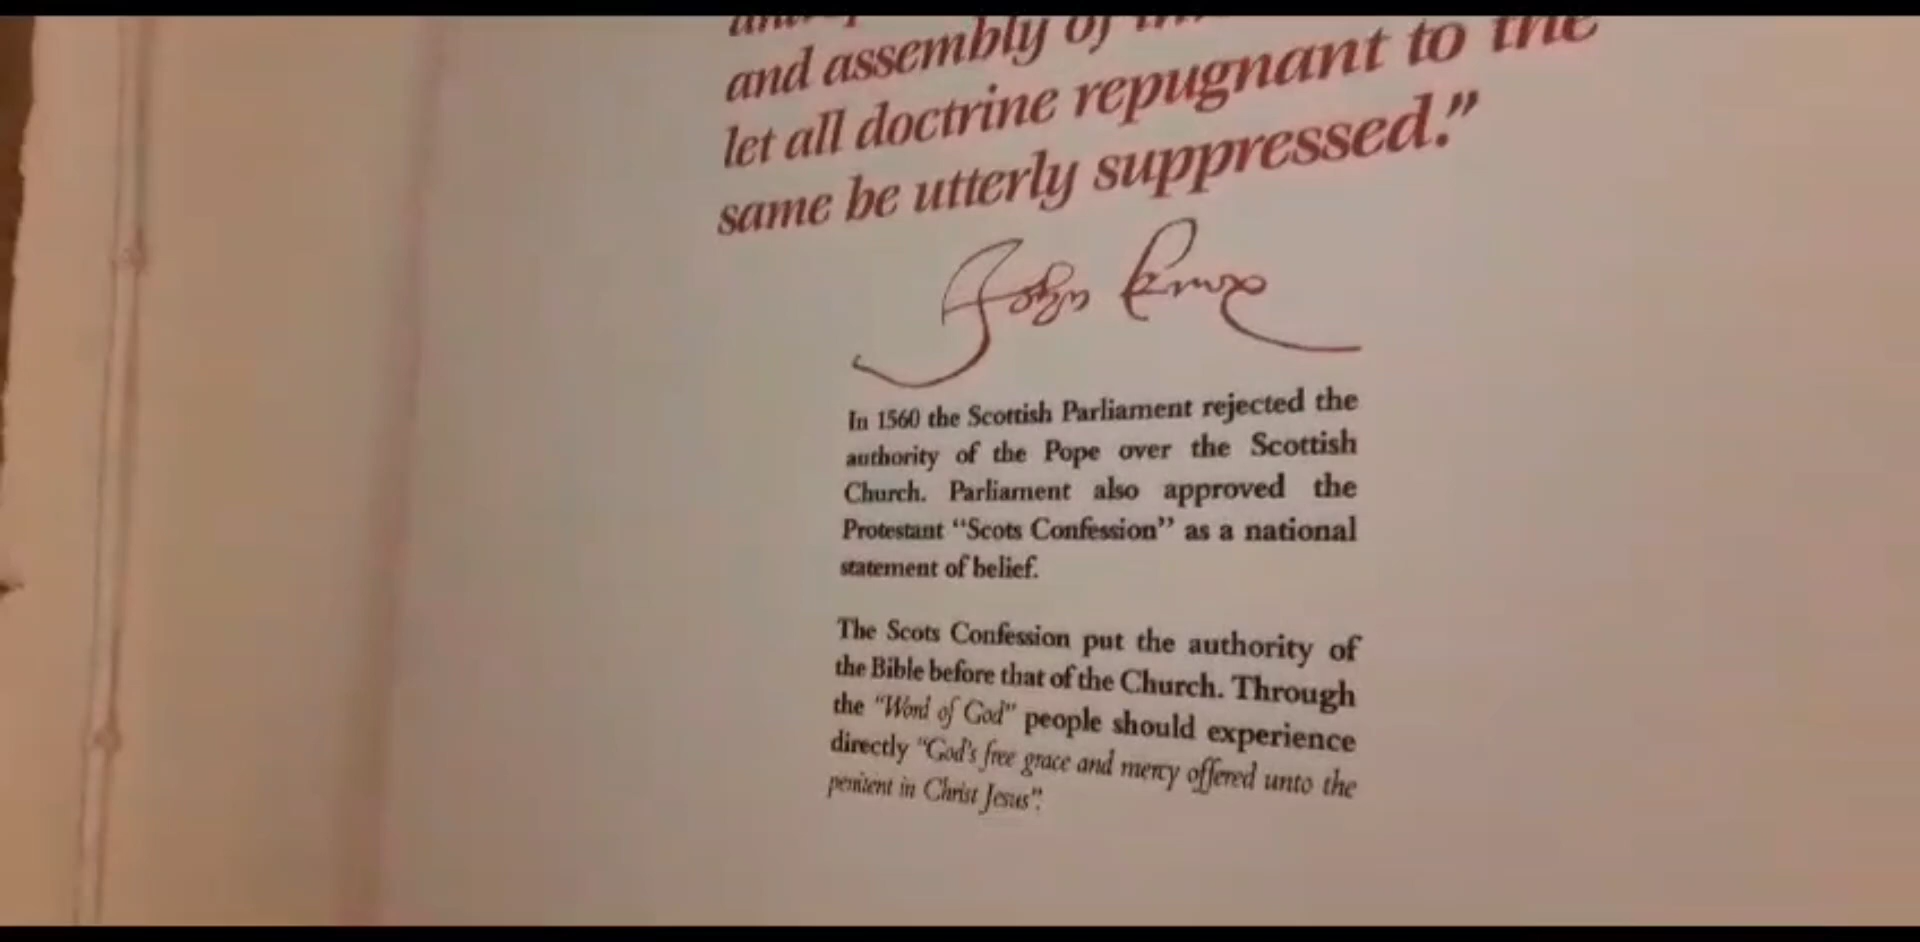 and assembly of
let all doctrine repugnant to the
same be utterly suppressed."
John Knox
In 1560 the Scottish Parliament rejected the
authority of the Pope over the Scottish
Church. Parliament also approved the
Protestant "Scots Confession" as a national
statement of belief.
The Scots Confession put the authority of
the Bible before that of the Church. Through
the "Word of God" people should experience
directly "God's free grace and mercy offered unto the
penitent in Christ Jesus".